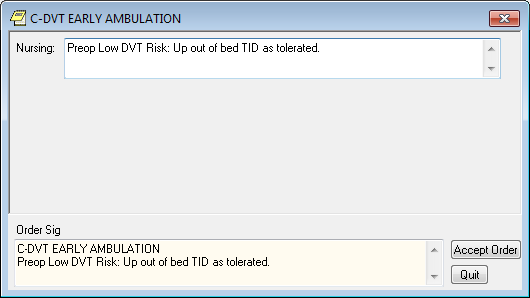 C-DVT EARLY AMBULATION
Nursing: Preop Low DVT Risk: Up out of bed TID as tolerated.
Order Sig
C-DVT EARLY AMBULATION
Preop Low DVT Risk: Up out of bed TID as tolerated.
Accept Order
Quit